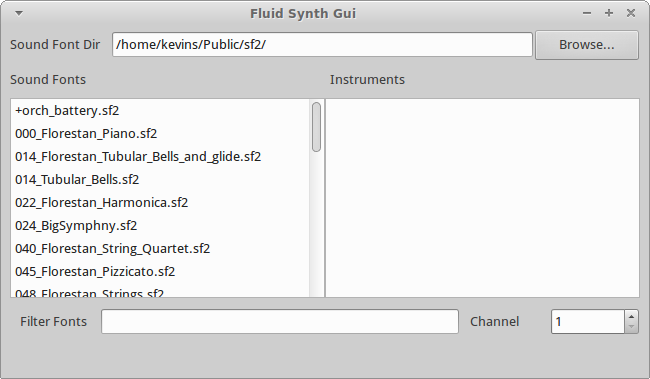 Fluid Synth Gui
Sound Font Dir /home/kevins/Public/sf2/ Browse...
Sound Fonts Instruments
+orch_battery.sf2
000_Florestan_Piano.sf2
014_Florestan_Tubular_Bells_and_glide.sf2
014_Tubular_Bells.sf2
022_Florestan_Harmonica.sf2
024_BigSymphny.sf2
040_Florestan_String_Quartet.sf2
045_Florestan_Pizzicato.sf2
048_Florestan_Strings.sf2
Filter Fonts Channel 1